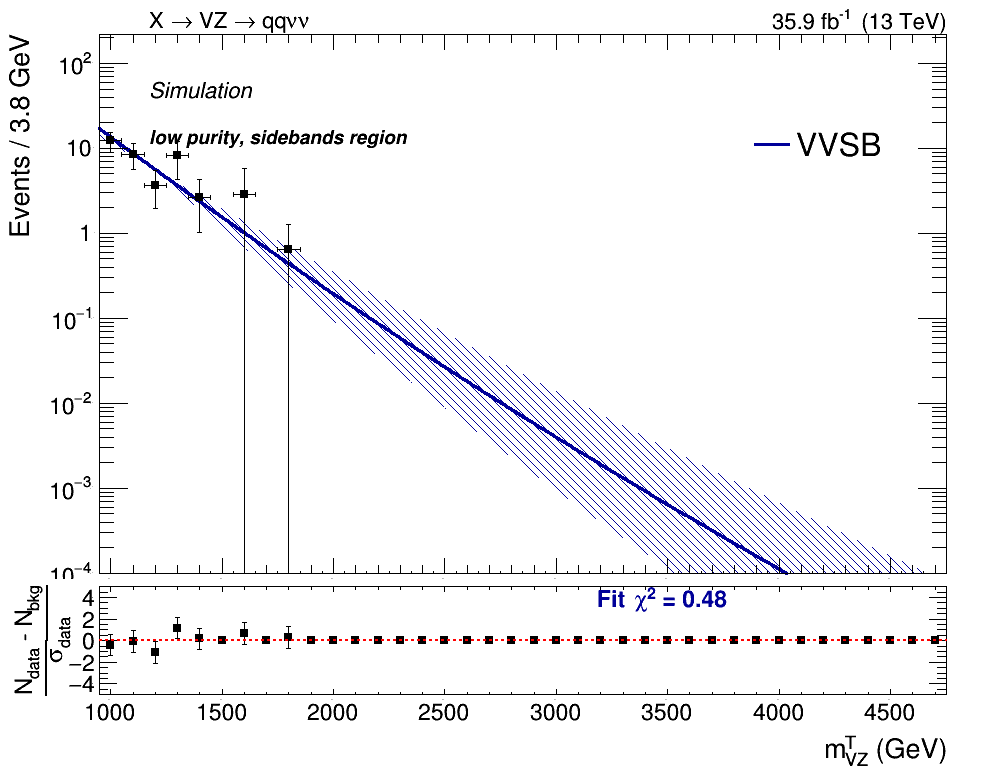 X → VZ → qqνν
35.9 fb⁻¹ (13 TeV)
Events / 3.8 GeV
10²
10
1
10⁻¹
10⁻²
10⁻³
10⁻⁴
Simulation
low purity, sidebands region
VVSB
N_data - N_bkg
σ_data
4
2
0
−2
−4
Fit χ² = 0.48
1000 1500 2000 2500 3000 3500 4000 4500
m^T_VZ (GeV)